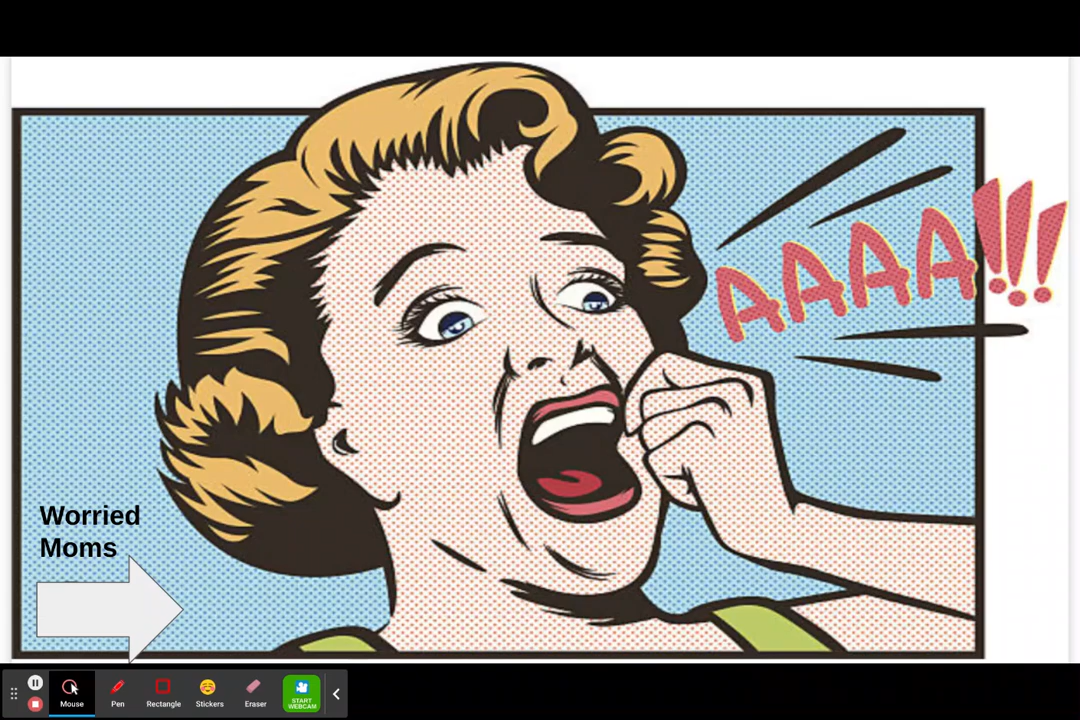 AAAA!!!
Worried
Moms
Mouse
Pen
Rectangle
Stickers
Eraser
START
WEBCAM